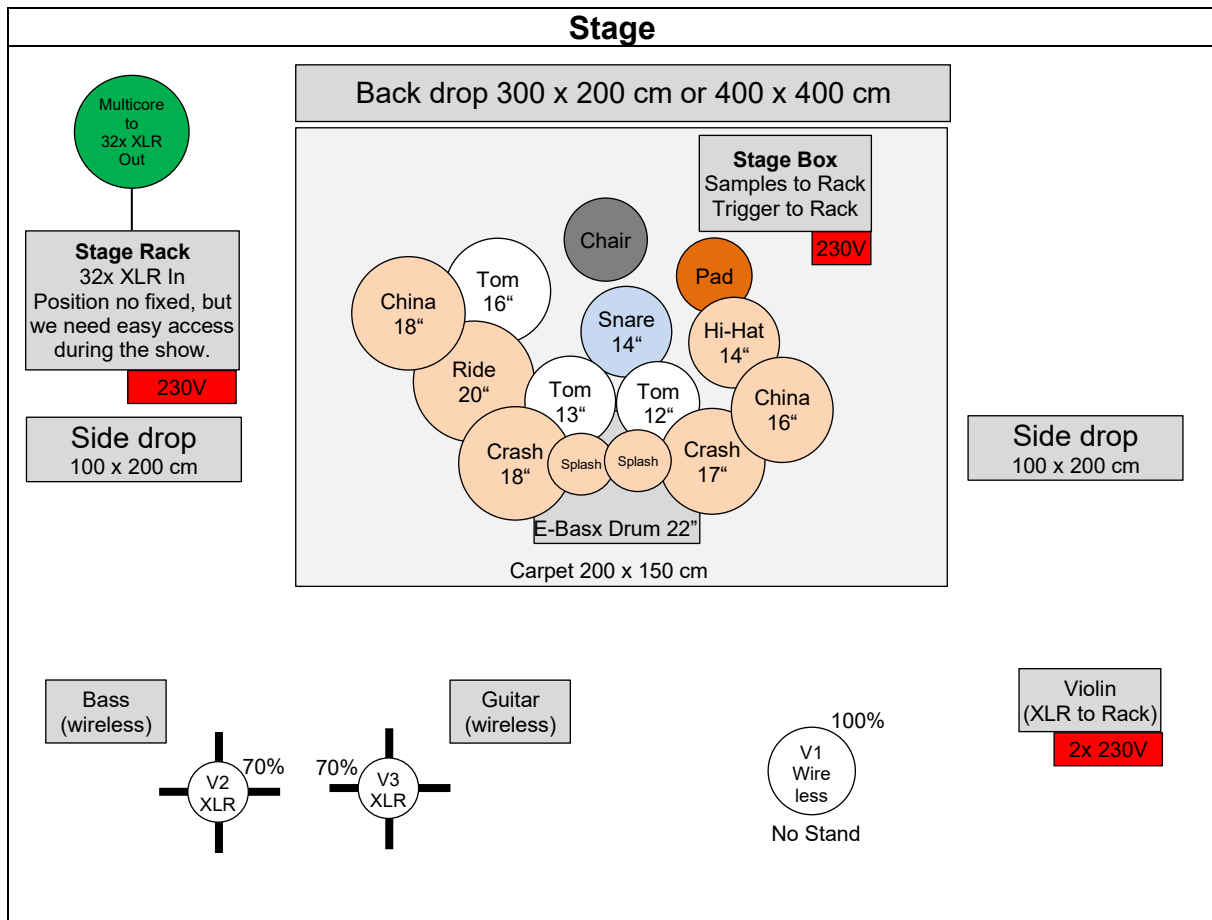 Stage
Back drop 300 x 200 cm or 400 x 400 cm
Multicore
to
32x XLR
Out
Stage Rack
32x XLR In
Position no fixed, but
we need easy access
during the show.
230V
Side drop
100 x 200 cm
Stage Box
Samples to Rack
Trigger to Rack
230V
Chair
Pad
Tom
16“
China
18“
Snare
14“
Hi-Hat
14“
Ride
20“
Tom
13“
Tom
12“
China
16“
Crash
18“
Splash
Splash
Crash
17“
E-Basx Drum 22”
Carpet 200 x 150 cm
Side drop
100 x 200 cm
Bass
(wireless)
V2
XLR
70%
70%
V3
XLR
Guitar
(wireless)
100%
V1
Wire
less
No Stand
Violin
(XLR to Rack)
2x 230V